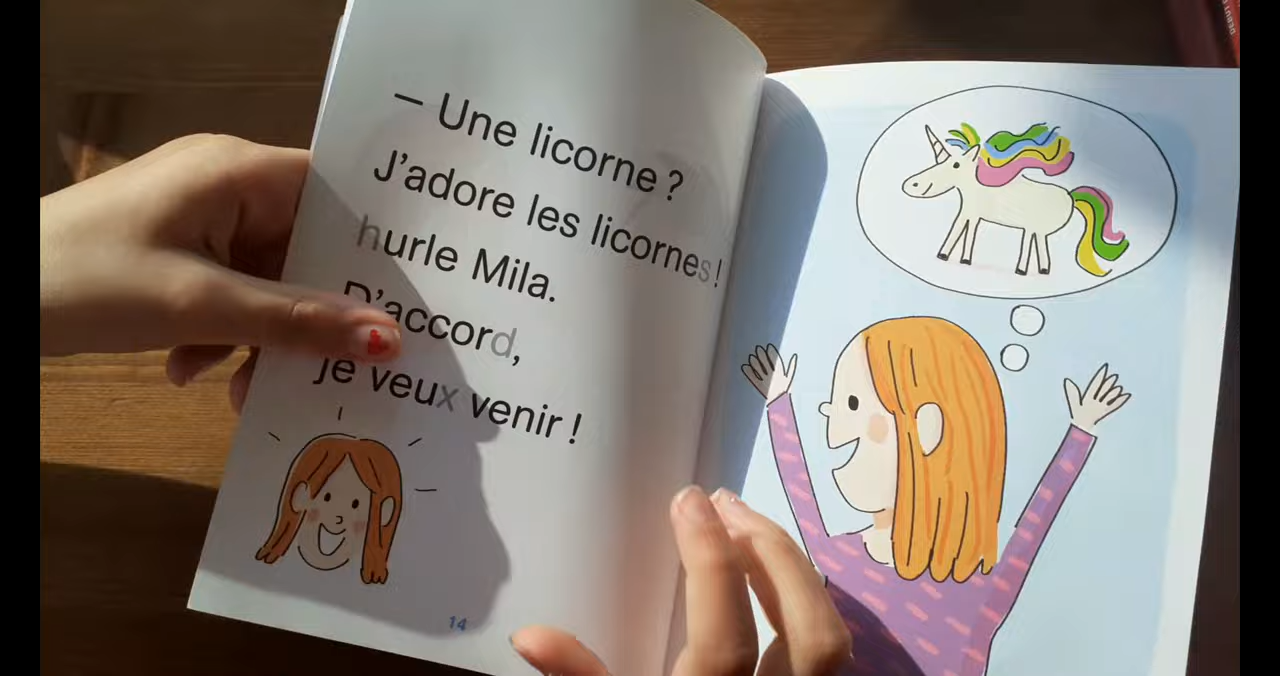 — Une licorne ?
J'adore les licornes !
hurle Mila.
D'accord,
je veux venir !
14